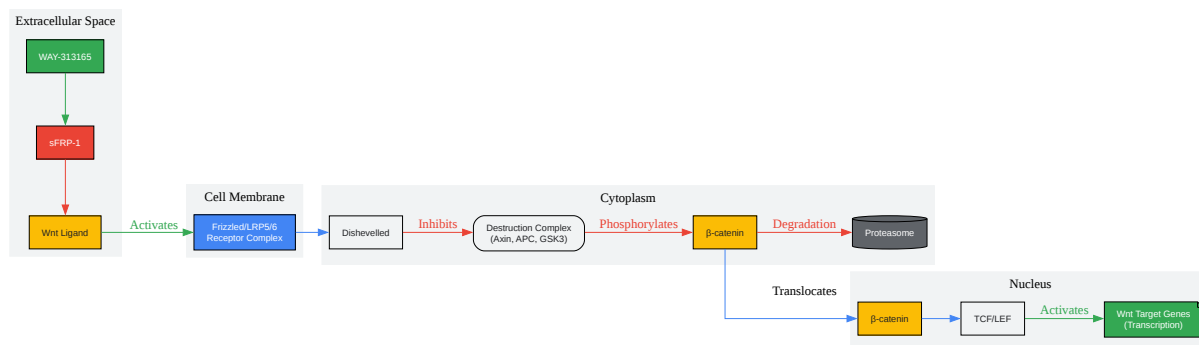 Extracellular Space
WAY-313165
sFRP-1
Wnt Ligand
Activates
Cell Membrane
Frizzled/LRP5/6
Receptor Complex
Cytoplasm
Dishevelled
Inhibits
Destruction Complex
(Axin, APC, GSK3)
Phosphorylates
β-catenin
Degradation
Proteasome
Translocates
Nucleus
β-catenin
TCF/LEF
Activates
Wnt Target Genes
(Transcription)